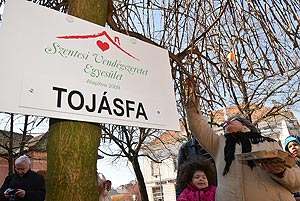 Szentesi Vendégszeretet
Egyesület
Alapítva 2009
TOJÁSFA